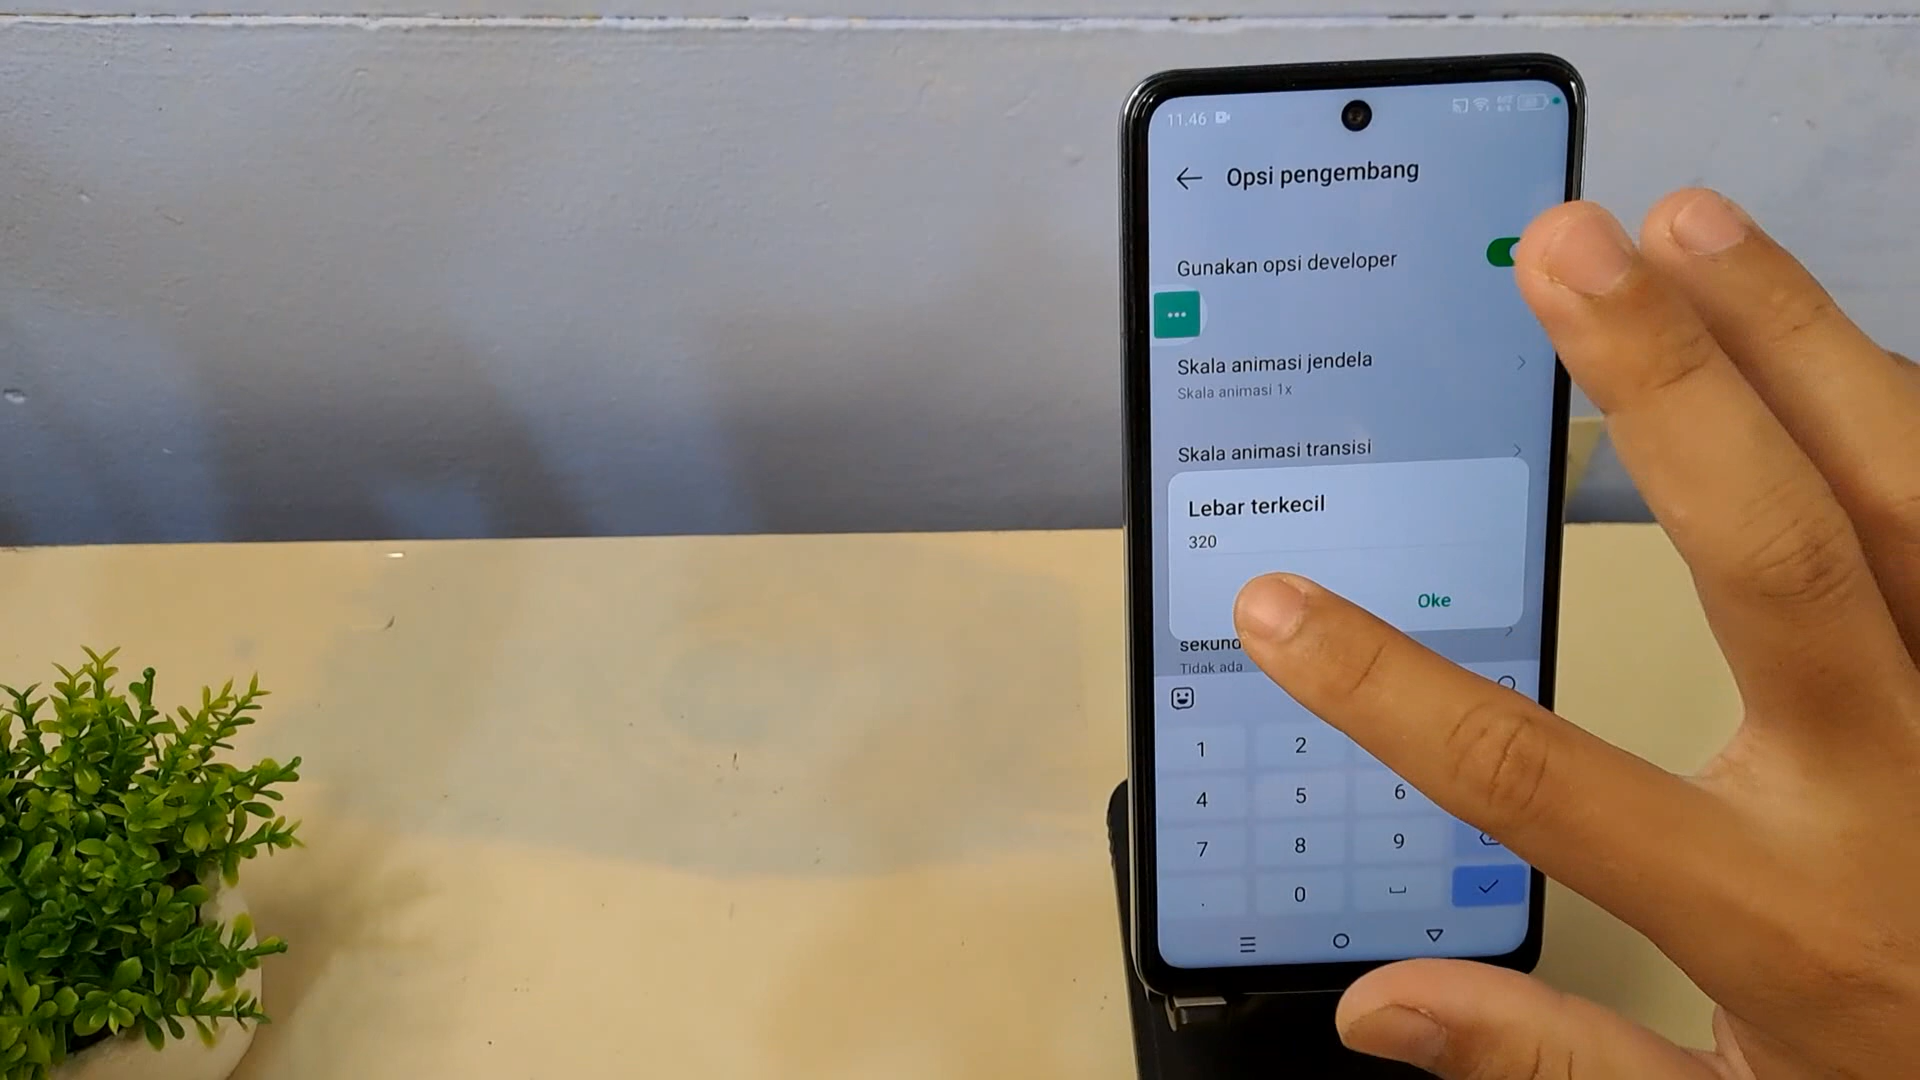 11.46
Opsi pengembang
Gunakan opsi developer
Skala animasi jendela
Skala animasi 1x
Skala animasi transisi
Lebar terkecil
320
Oke
Tidak ada
1 2
4 5 6
7 8 9
. 0